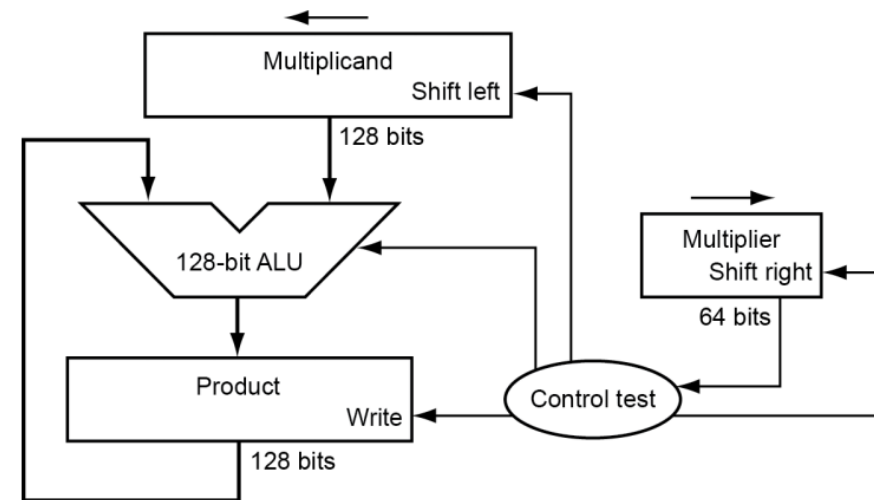 Multiplicand
Shift left
128 bits
128-bit ALU
Multiplier
Shift right
64 bits
Product
Write
Control test
128 bits